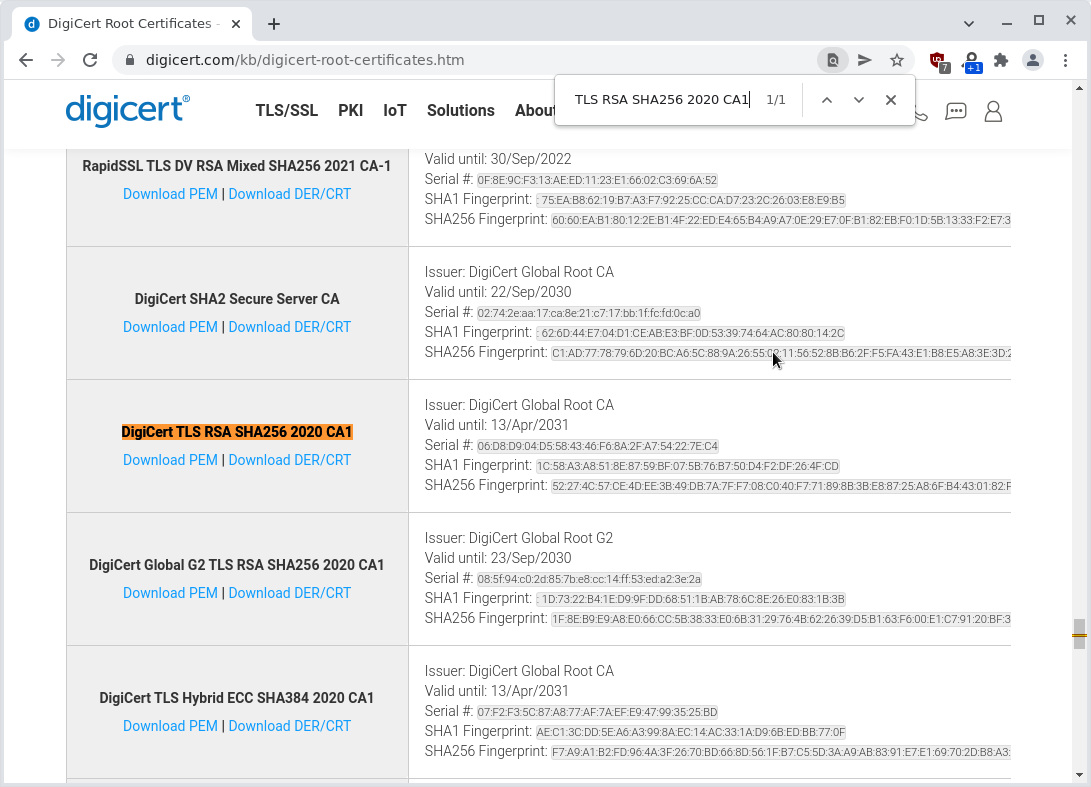 DigiCert Root Certificates -
digicert.com/kb/digicert-root-certificates.htm
7
+1
TLS RSA SHA256 2020 CA1
1/1
digicert
TLS/SSL PKI IoT Solutions About
RapidSSL TLS DV RSA Mixed SHA256 2021 CA-1
Download PEM | Download DER/CRT
Valid until: 30/Sep/2022
Serial #: 0F:8E:9C:F3:13:AE:ED:11:23:E1:66:02:C3:69:6A:52
SHA1 Fingerprint: : 75:EA:B8:62:19:B7:A3:F7:92:25:CC:CA:D7:23:2C:26:03:E8:E9:B5
SHA256 Fingerprint: 60:60:EA:B1:80:12:2E:B1:4F:22:ED:E4:65:B4:A9:A7:0E:29:E7:0F:B1:82:EB:F0:1D:5B:13:33:F2:E7:3
DigiCert SHA2 Secure Server CA
Download PEM | Download DER/CRT
Issuer: DigiCert Global Root CA
Valid until: 22/Sep/2030
Serial #: 02:74:2e:aa:17:ca:8e:21:c7:17:bb:1f:fc:fd:0c:a0
SHA1 Fingerprint: : 62:6D:44:E7:04:D1:CE:AB:E3:BF:0D:53:39:74:64:AC:80:80:14:2C
SHA256 Fingerprint: C1:AD:77:78:79:6D:20:BC:A6:5C:88:9A:26:55:02:11:56:52:8B:B6:2F:F5:FA:43:E1:B8:E5:A8:3E:3D:2
DigiCert TLS RSA SHA256 2020 CA1
Download PEM | Download DER/CRT
Issuer: DigiCert Global Root CA
Valid until: 13/Apr/2031
Serial #: 06:D8:D9:04:D5:58:43:46:F6:8A:2F:A7:54:22:7E:C4
SHA1 Fingerprint: 1C:58:A3:A8:51:8E:87:59:BF:07:5B:76:B7:50:D4:F2:DF:26:4F:CD
SHA256 Fingerprint: 52:27:4C:57:CE:4D:EE:3B:49:DB:7A:7F:F7:08:C0:40:F7:71:89:8B:3B:E8:87:25:A8:6F:B4:43:01:82:F
DigiCert Global G2 TLS RSA SHA256 2020 CA1
Download PEM | Download DER/CRT
Issuer: DigiCert Global Root G2
Valid until: 23/Sep/2030
Serial #: 08:5f:94:c0:2d:85:7b:e8:cc:14:ff:53:ed:a2:3e:2a
SHA1 Fingerprint: : 1D:73:22:B4:1E:D9:9F:DD:68:51:1B:AB:78:6C:8E:26:E0:83:1B:3B
SHA256 Fingerprint: 1F:8E:B9:E9:A8:E0:66:CC:5B:38:33:E0:6B:31:29:76:4B:62:26:39:D5:B1:63:F6:00:E1:C7:91:20:BF:3
DigiCert TLS Hybrid ECC SHA384 2020 CA1
Download PEM | Download DER/CRT
Issuer: DigiCert Global Root CA
Valid until: 13/Apr/2031
Serial #: 07:F2:F3:5C:87:A8:77:AF:7A:EF:E9:47:99:35:25:BD
SHA1 Fingerprint: AE:C1:3C:DD:5E:A6:A3:99:8A:EC:14:AC:33:1A:D9:6B:ED:BB:77:0F
SHA256 Fingerprint: F7:A9:A1:B2:FD:96:4A:3F:26:70:BD:66:8D:56:1F:B7:C5:5D:3A:A9:AB:83:91:E7:E1:69:70:2D:B8:A3: